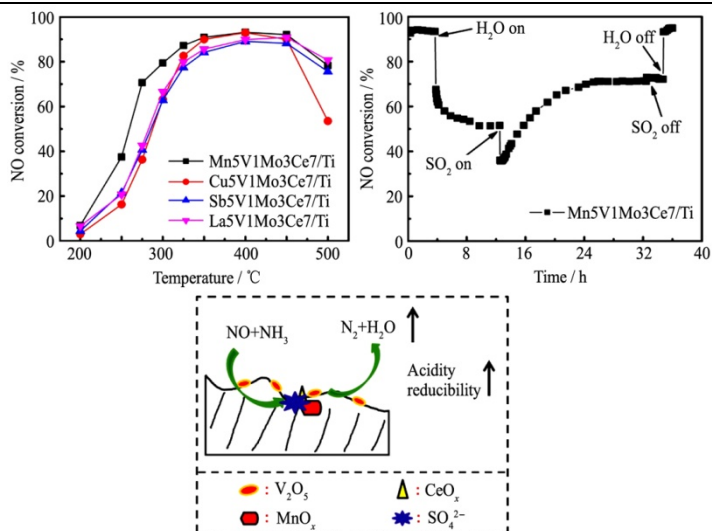 100
80
60
40
20
0
NO conversion / %
Mn5V1Mo3Ce7/Ti
Cu5V1Mo3Ce7/Ti
Sb5V1Mo3Ce7/Ti
La5V1Mo3Ce7/Ti
200 250 300 350 400 450 500
Temperature / °C
100
80
60
40
20
0
NO conversion / %
H2O on
H2O off
SO2 on
SO2 off
Mn5V1Mo3Ce7/Ti
0 8 16 24 32 40
Time / h
NO+NH3
N2+H2O
Acidity
reducibility
: V2O5
: CeOx
: MnOx
: SO4^2−